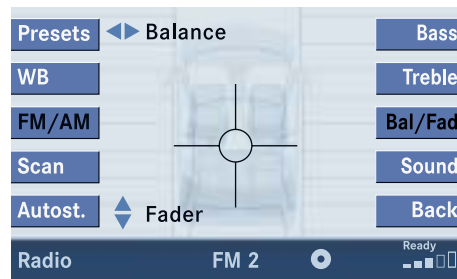 Presets Balance Bass
WB Treble
FM/AM Bal/Fad
Scan Sound
Autost. Fader Back
Radio FM 2 Ready